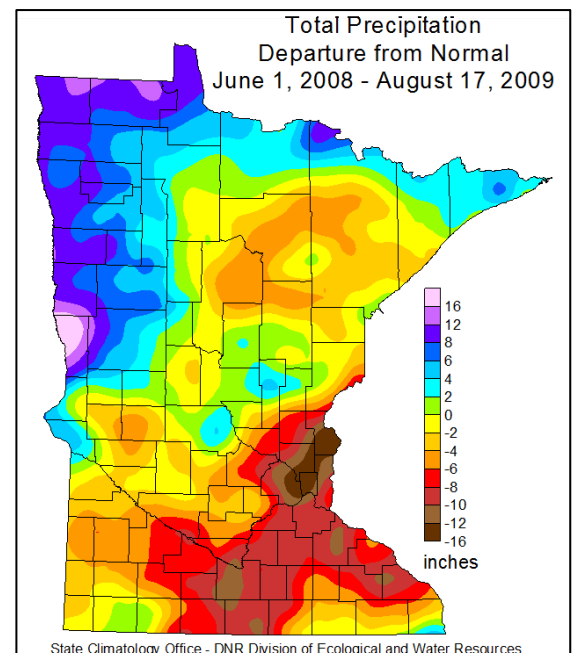 Total Precipitation
Departure from Normal
June 1, 2008 - August 17, 2009
16
12
8
6
4
2
0
-2
-4
-6
-8
-10
-12
-16
inches
State Climatology Office - DNR Division of Ecological and Water Resources